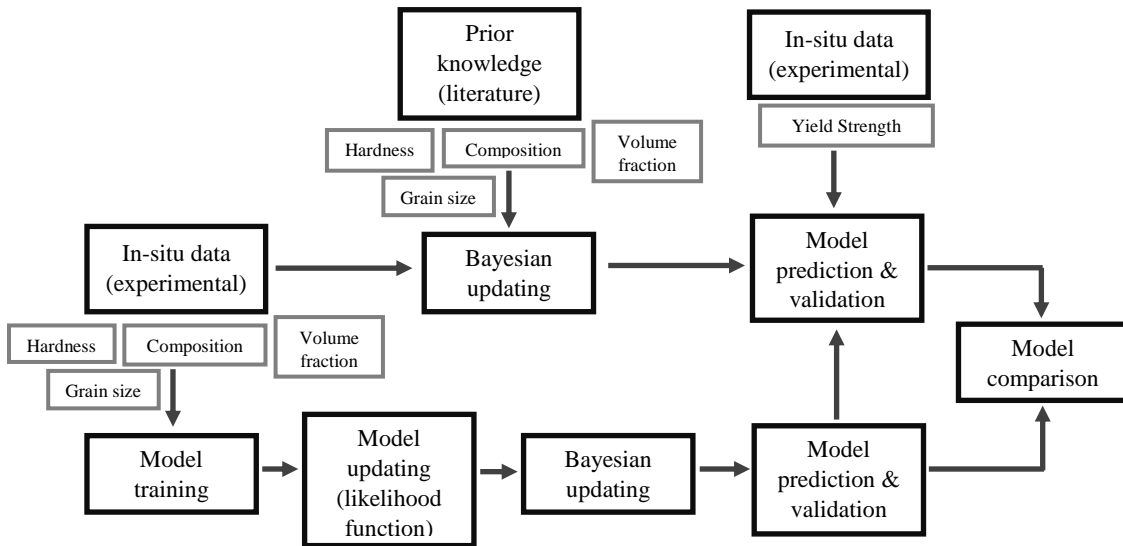 Prior
knowledge
(literature)
In-situ data
(experimental)
Yield Strength
Hardness
Composition
Volume
fraction
Grain size
In-situ data
(experimental)
Bayesian
updating
Model
prediction &
validation
Hardness
Composition
Volume
fraction
Grain size
Model
comparison
Model
training
Model
updating
(likelihood
function)
Bayesian
updating
Model
prediction &
validation